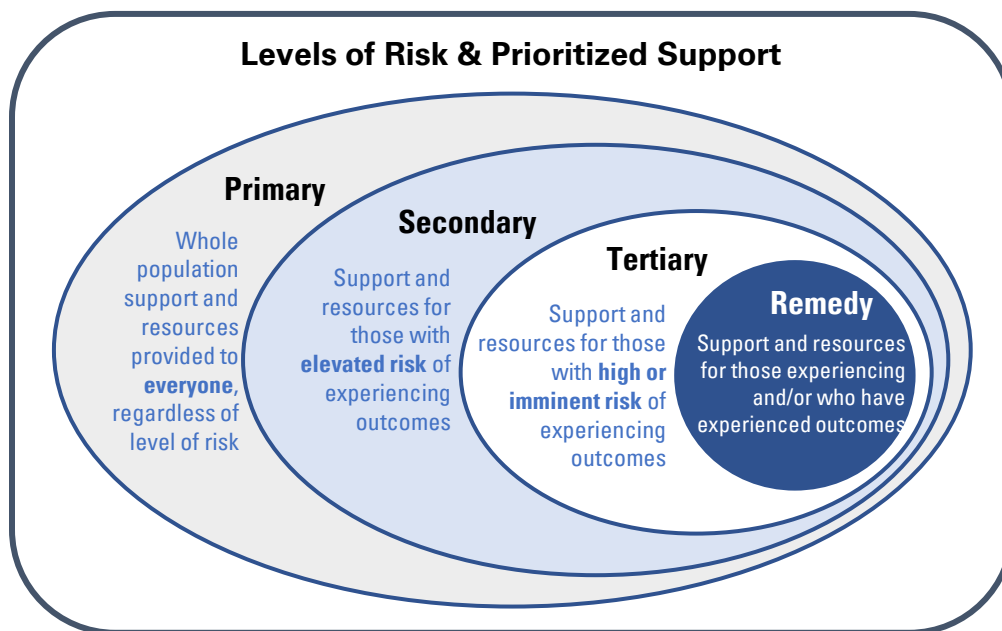 Levels of Risk & Prioritized Support
Primary
Whole
population
support and
resources
provided to
everyone,
regardless of
level of risk
Secondary
Support and
resources for
those with
elevated risk of
experiencing
outcomes
Tertiary
Support and
resources for those
with high or
imminent risk of
experiencing
outcomes
Remedy
Support and resources
for those experiencing
and/or who have
experienced outcomes